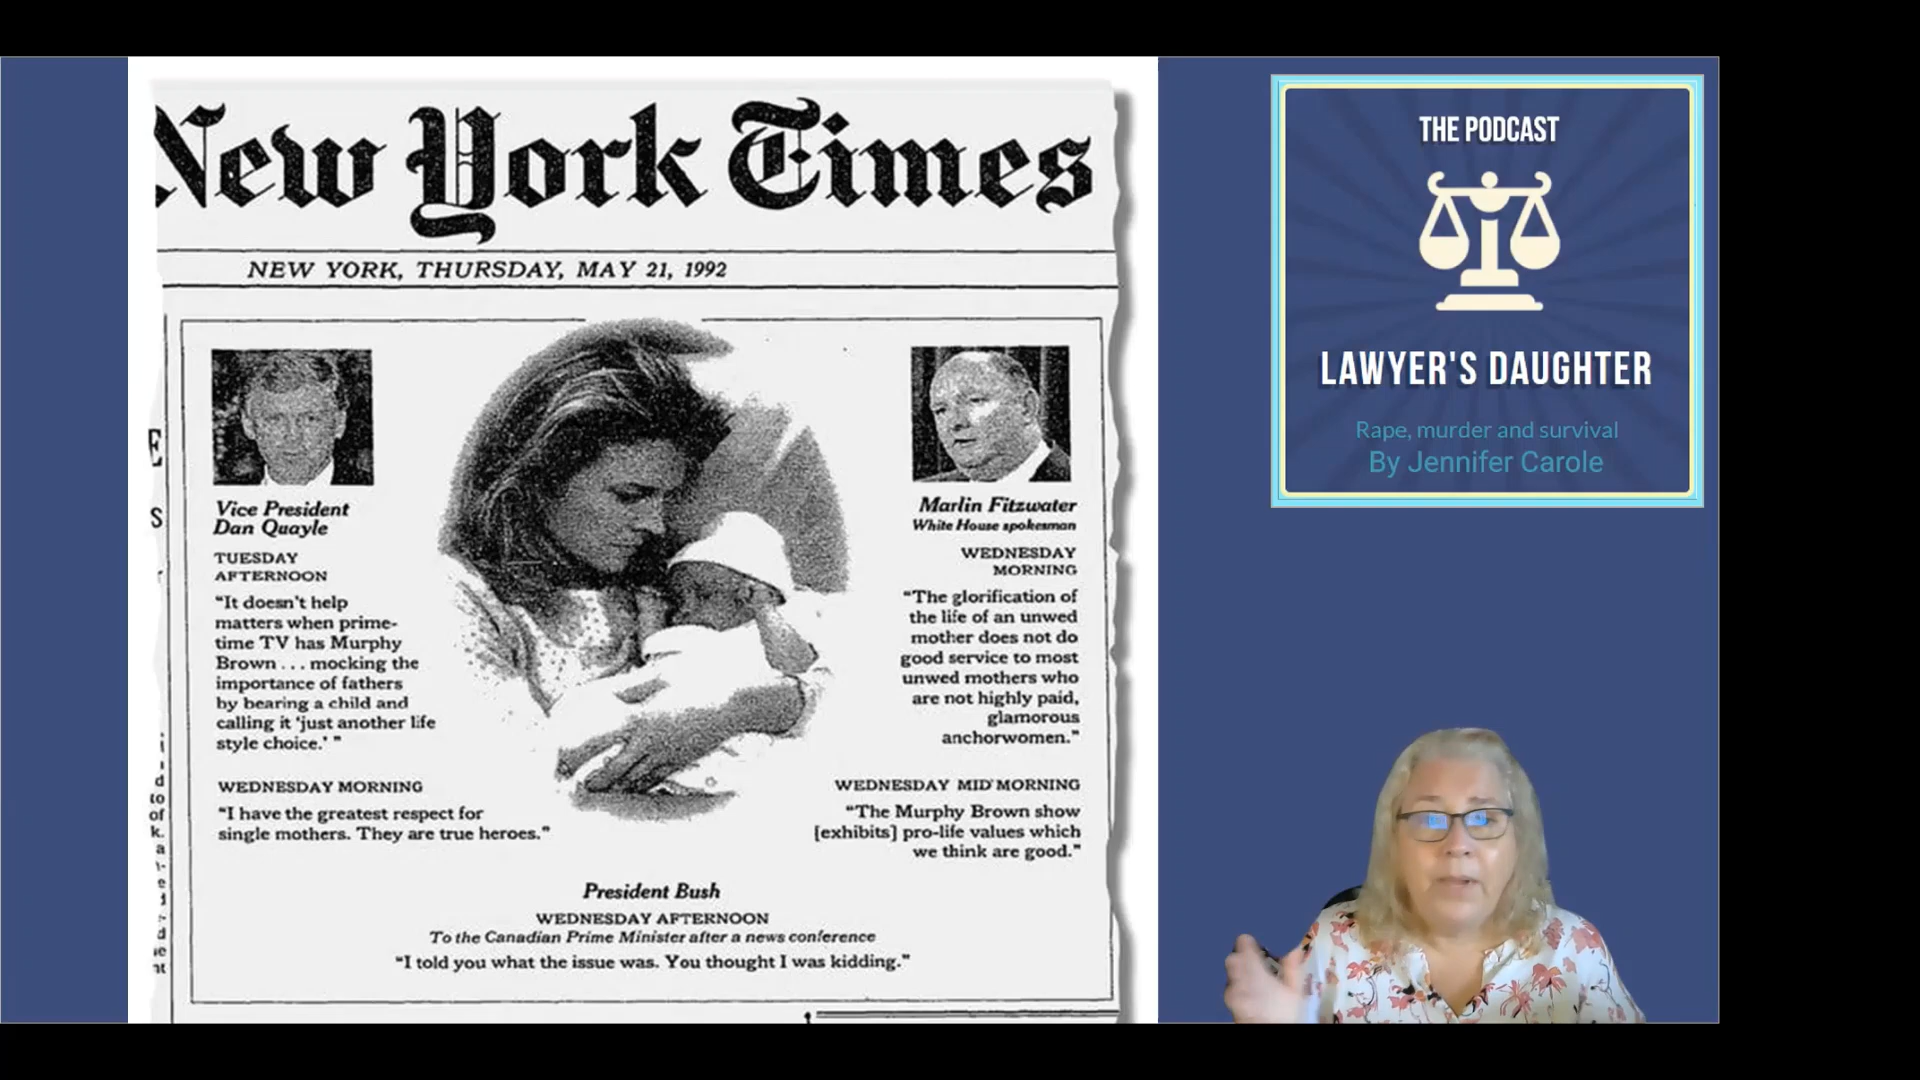 New York Times
NEW YORK, THURSDAY, MAY 21, 1992
Vice President
Dan Quayle
TUESDAY
AFTERNOON
“It doesn’t help
matters when prime-
time TV has Murphy
Brown . . . mocking the
importance of fathers
by bearing a child and
calling it ‘just another life
style choice.’ ”
WEDNESDAY MORNING
“I have the greatest respect for
single mothers. They are true heroes.”
Marlin Fitzwater
White House spokesman
WEDNESDAY
MORNING
“The glorification of
the life of an unwed
mother does not do
good service to most
unwed mothers who
are not highly paid,
glamorous
anchorwomen.”
WEDNESDAY MID MORNING
“The Murphy Brown show
[exhibits] pro-life values which
we think are good.”
President Bush
WEDNESDAY AFTERNOON
To the Canadian Prime Minister after a news conference
“I told you what the issue was. You thought I was kidding.”
THE PODCAST
LAWYER'S DAUGHTER
Rape, murder and survival
By Jennifer Carole